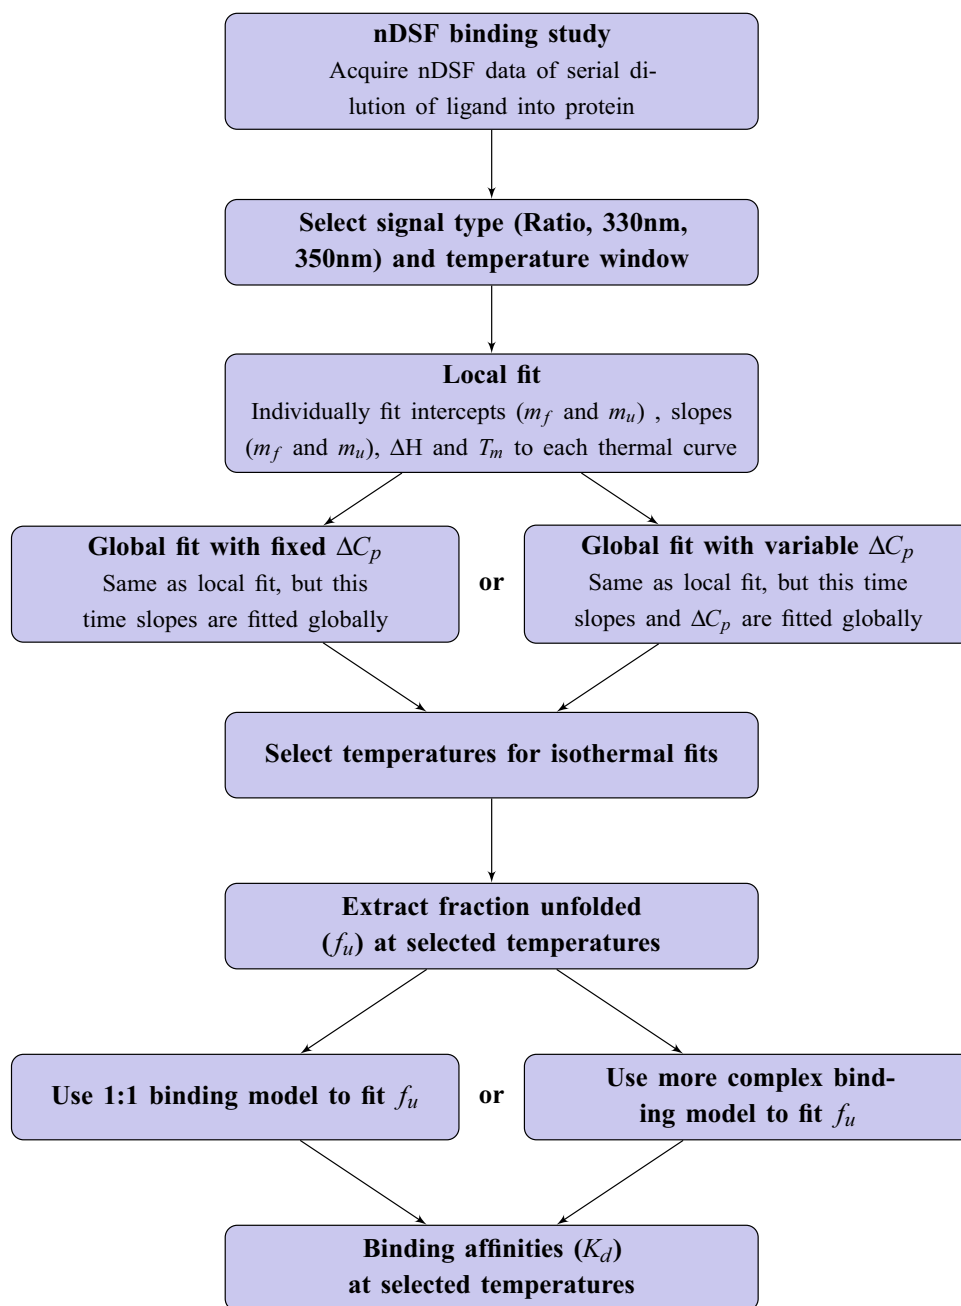 nDSF binding study
Acquire nDSF data of serial di-
lution of ligand into protein
Select signal type (Ratio, 330nm,
350nm) and temperature window
Local fit
Individually fit intercepts (m_f and m_u) , slopes
(m_f and m_u), ΔH and T_m to each thermal curve
Global fit with fixed ΔC_p
Same as local fit, but this
time slopes are fitted globally
or
Global fit with variable ΔC_p
Same as local fit, but this time
slopes and ΔC_p are fitted globally
Select temperatures for isothermal fits
Extract fraction unfolded
(f_u) at selected temperatures
Use 1:1 binding model to fit f_u
or
Use more complex bind-
ing model to fit f_u
Binding affinities (K_d)
at selected temperatures